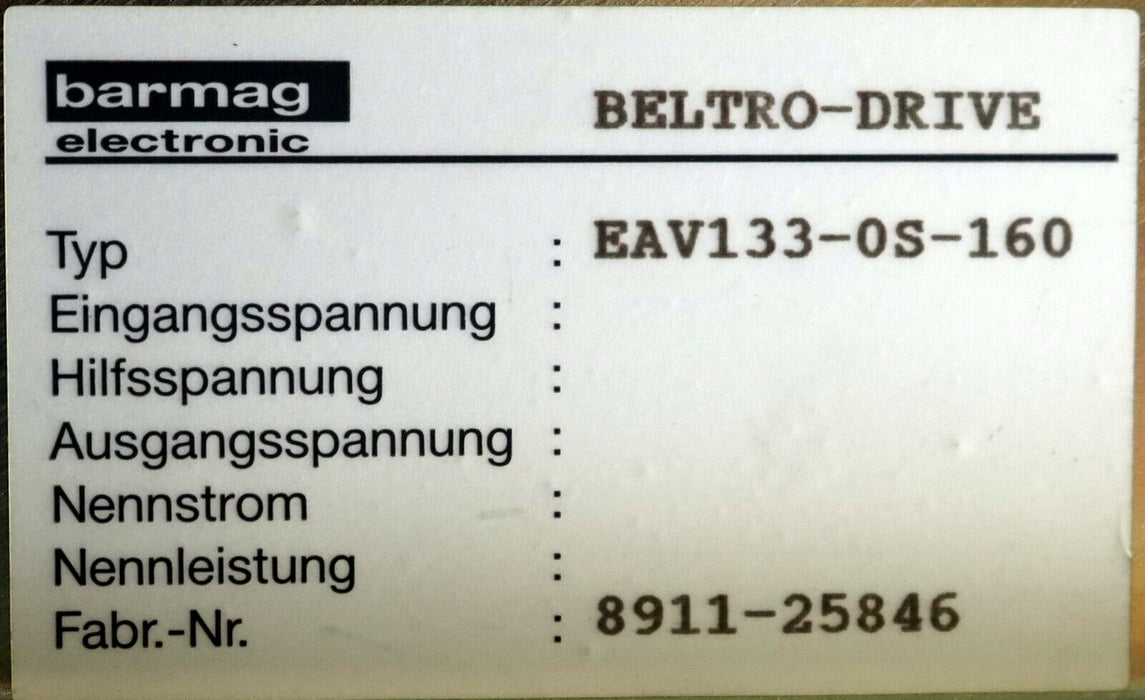 barmag
electronic
BELTRO-DRIVE
Typ : EAV133-0S-160
Eingangsspannung :
Hilfsspannung :
Ausgangsspannung :
Nennstrom :
Nennleistung :
Fabr.-Nr. : 8911-25846